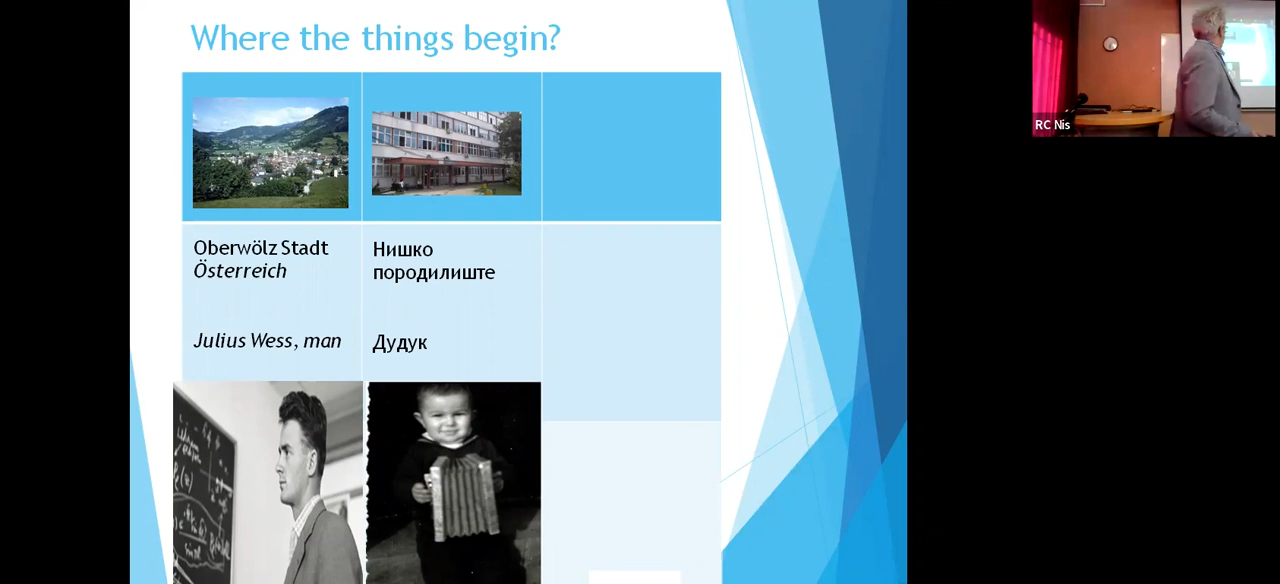 Where the things begin?
Oberwölz Stadt
Österreich
Julius Wess, man
Нишко
породилиште
Дудук
RC Nis